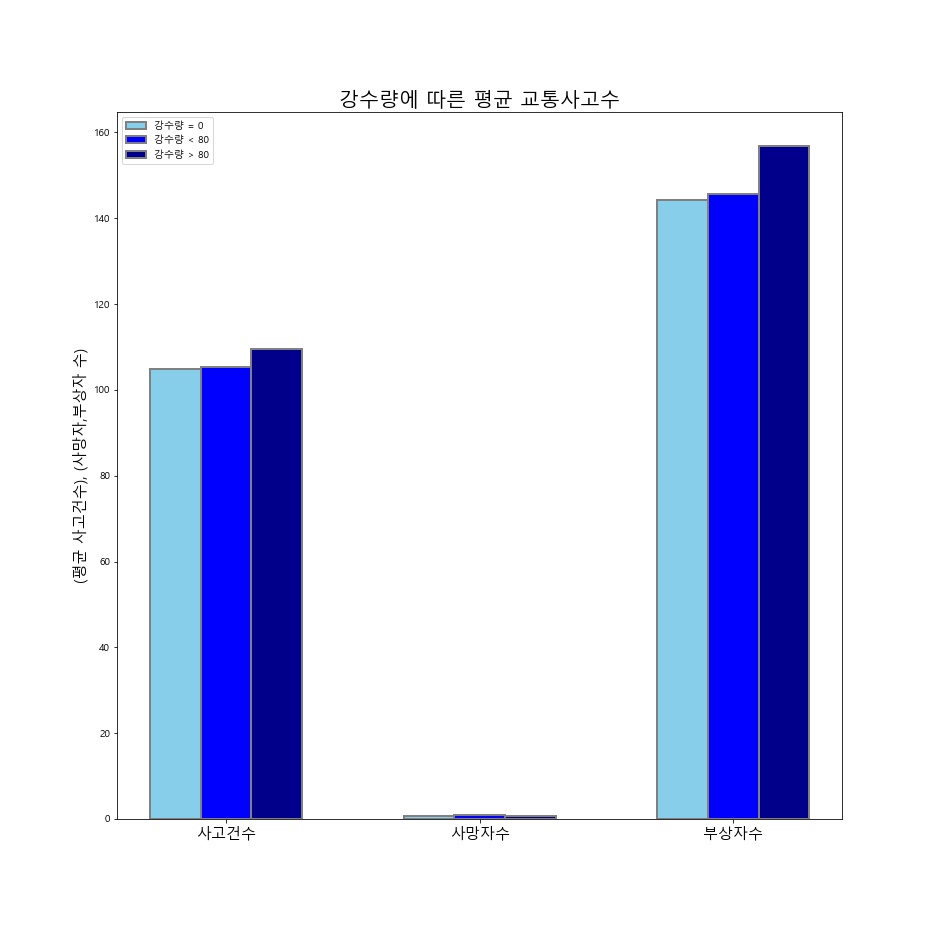 강수량에 따른 평균 교통사고수
강수량 = 0
강수량 < 80
강수량 > 80
(평균 사고건수), (사망자,부상자 수)
160
140
120
100
80
60
40
20
0
사고건수
사망자수
부상자수